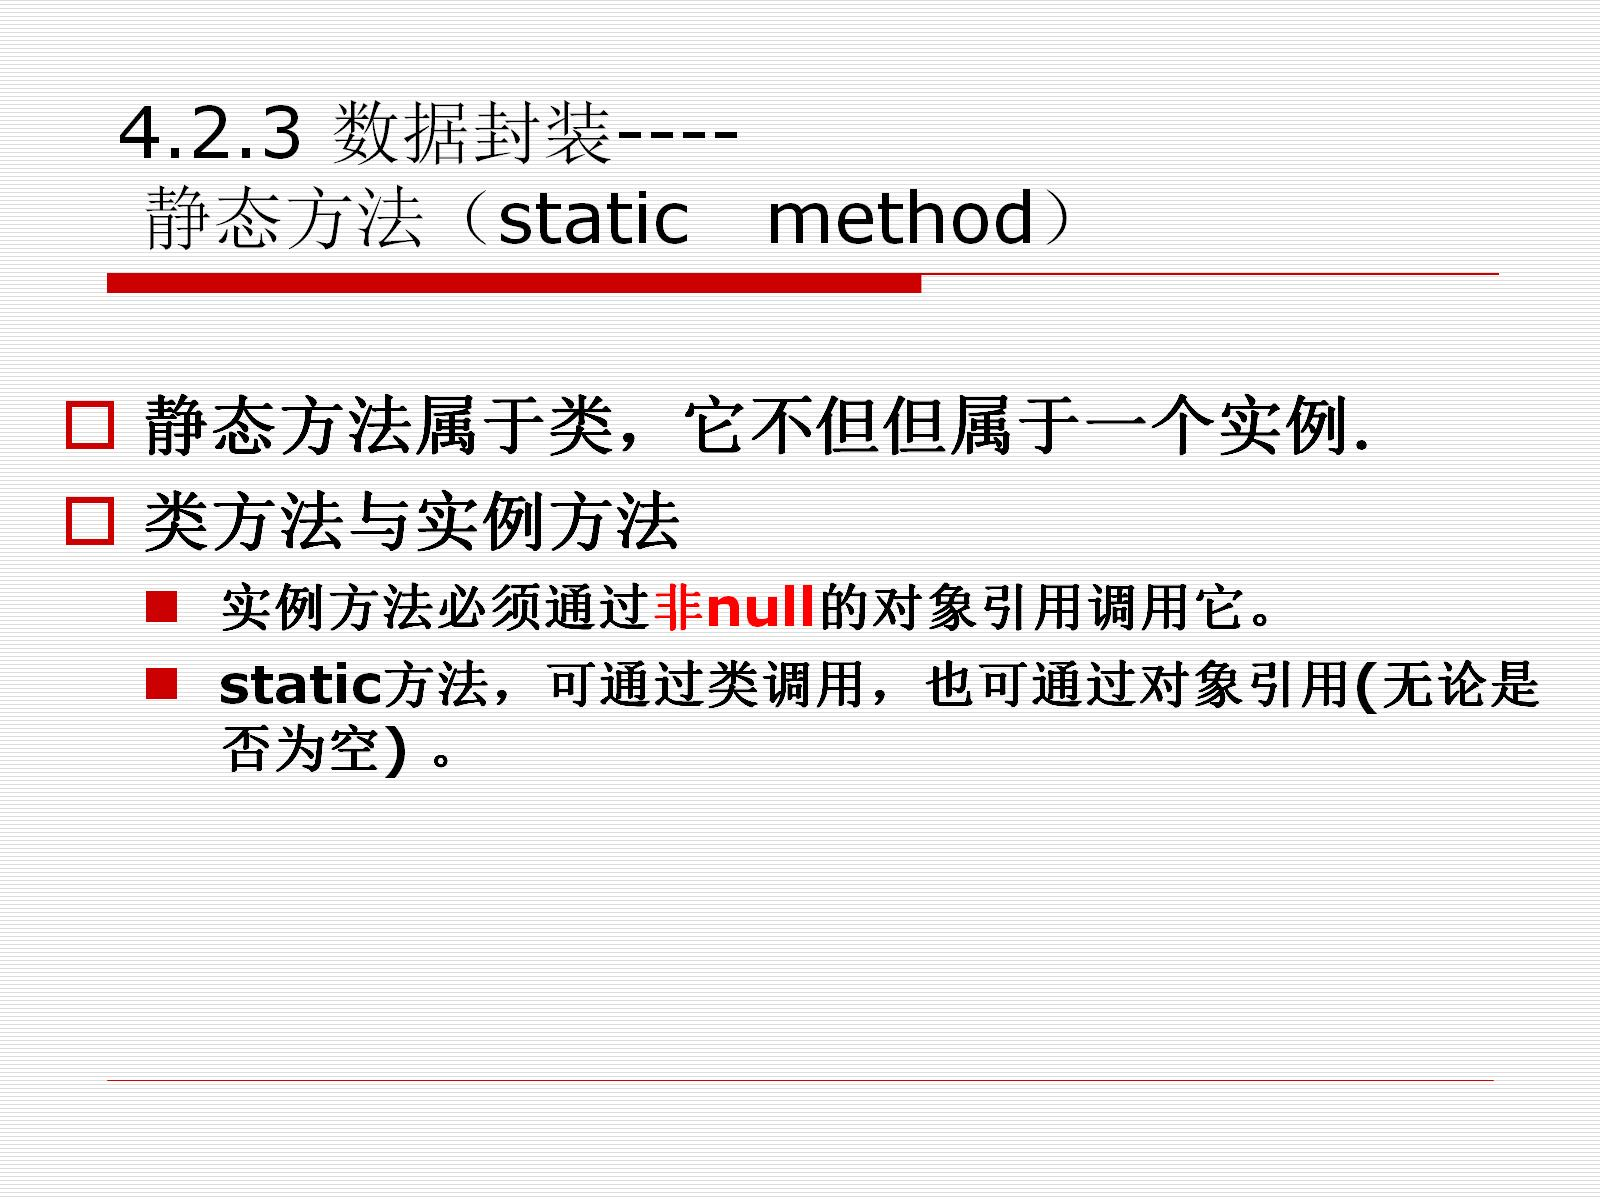 4.2.3 数据封装----
静态方法（static method）
静态方法属于类，它不但但属于一个实例.
类方法与实例方法
实例方法必须通过非null的对象引用调用它。
static方法，可通过类调用，也可通过对象引用(无论是
否为空) 。